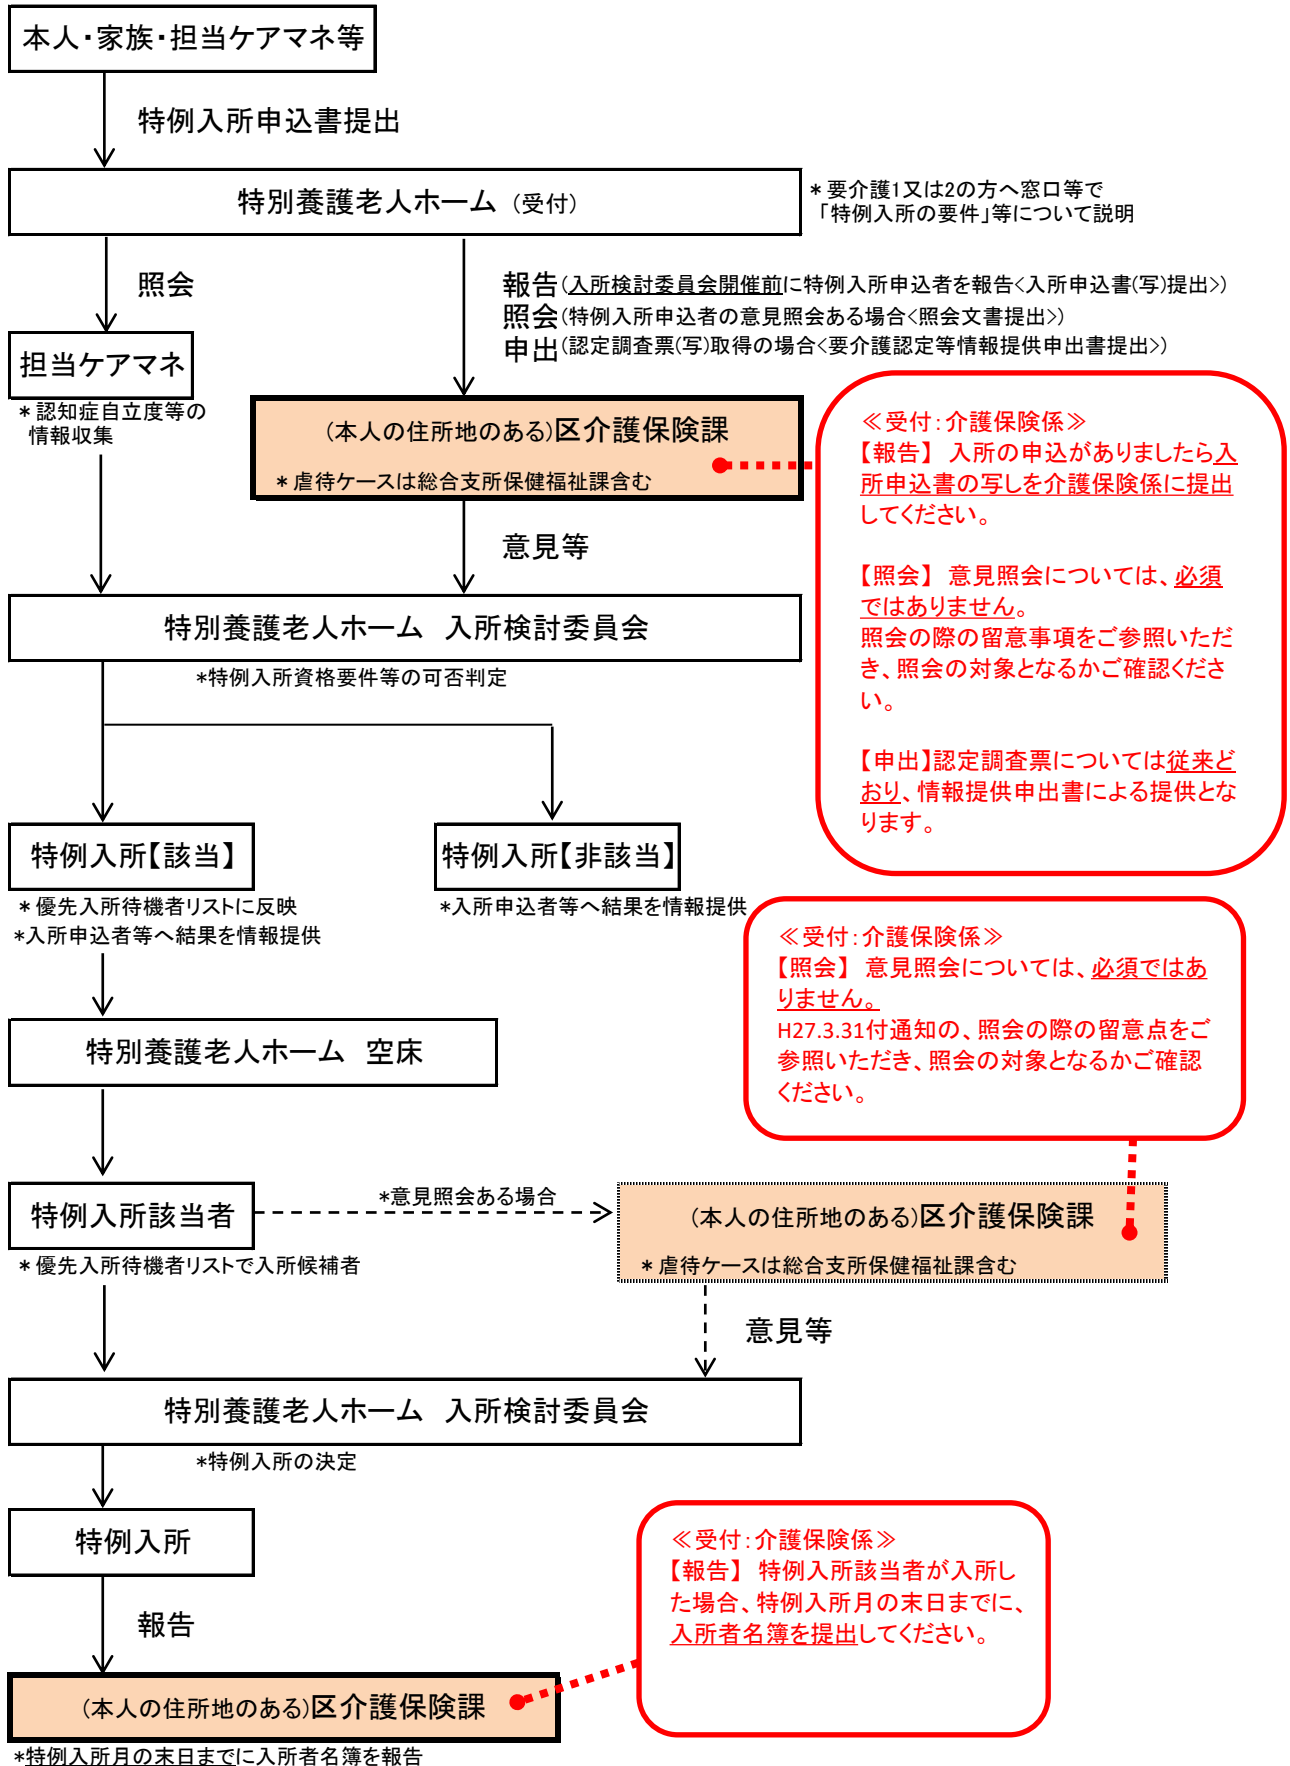 本人・家族・担当ケアマネ等
特例入所申込書提出
特別養護老人ホーム（受付）
＊要介護1又は2の方へ窓口等で
「特例入所の要件」等について説明
照会
報告(入所検討委員会開催前に特例入所申込者を報告<入所申込書(写)提出>)
照会(特例入所申込者の意見照会ある場合<照会文書提出>)
申出(認定調査票(写)取得の場合<要介護認定等情報提供申出書提出>)
担当ケアマネ
＊認知症自立度等の
情報収集
(本人の住所地のある)区介護保険課
＊虐待ケースは総合支所保健福祉課含む
≪受付：介護保険係≫
【報告】 入所の申込がありましたら入
所申込書の写しを介護保険係に提出
してください。
【照会】 意見照会については、必須
ではありません。
照会の際の留意事項をご参照いただ
き、照会の対象となるかご確認くださ
い。
【申出】認定調査票については従来ど
おり、情報提供申出書による提供とな
ります。
意見等
特別養護老人ホーム　入所検討委員会
*特例入所資格要件等の可否判定
特例入所【該当】
特例入所【非該当】
＊優先入所待機者リストに反映
*入所申込者等へ結果を情報提供
*入所申込者等へ結果を情報提供
≪受付：介護保険係≫
【照会】 意見照会については、必須ではあ
りません。
H27.3.31付通知の、照会の際の留意点をご
参照いただき、照会の対象となるかご確認
ください。
特別養護老人ホーム　空床
特例入所該当者
*意見照会ある場合
(本人の住所地のある)区介護保険課
＊虐待ケースは総合支所保健福祉課含む
＊優先入所待機者リストで入所候補者
意見等
特別養護老人ホーム　入所検討委員会
*特例入所の決定
特例入所
≪受付：介護保険係≫
【報告】 特例入所該当者が入所し
た場合、特例入所月の末日までに、
入所者名簿を提出してください。
報告
(本人の住所地のある)区介護保険課
*特例入所月の末日までに入所者名簿を報告